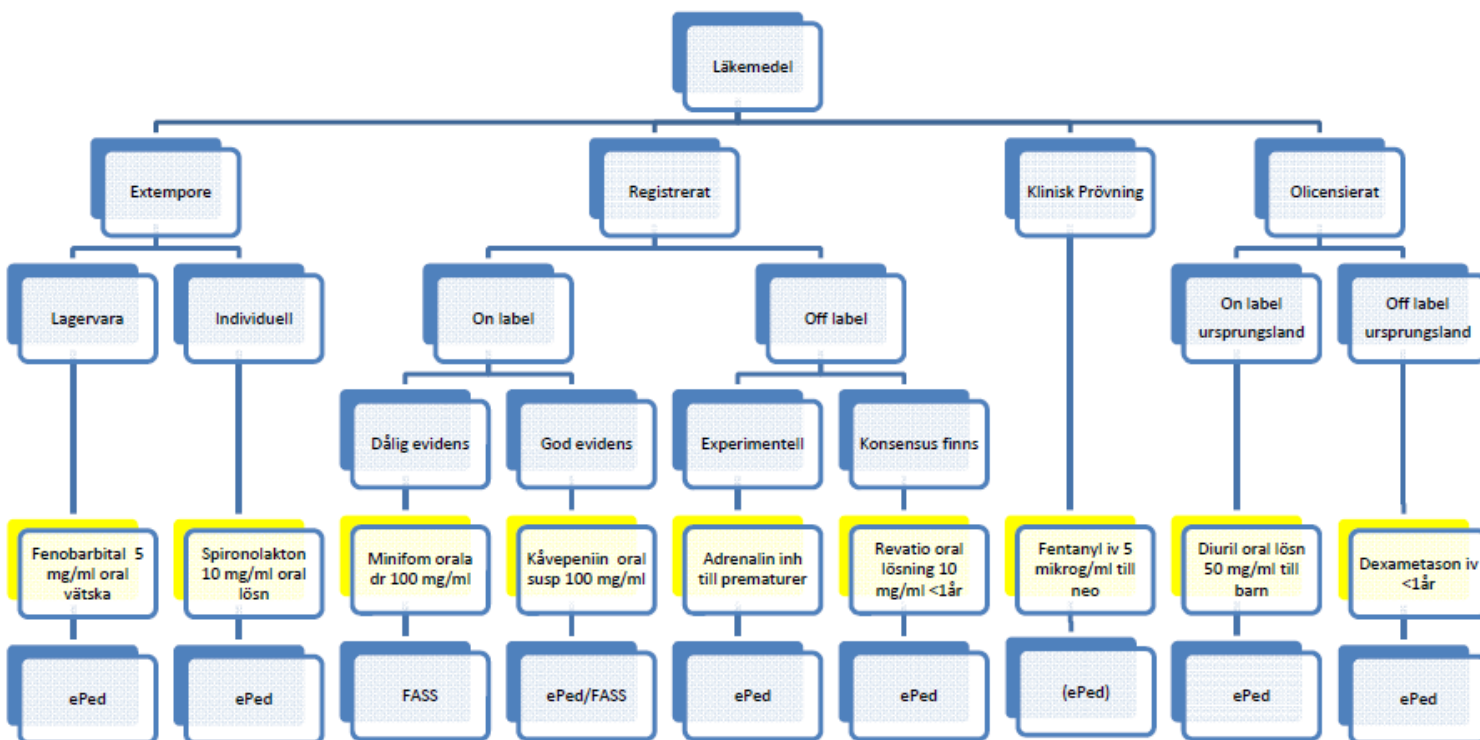 Läkemedel
Extempore
Registrerat
Klinisk Prövning
Olicensierat
Lagervara
Individuell
On label
Off label
On label
ursprungsland
Off label
ursprungsland
Dålig evidens
God evidens
Experimentell
Konsensus finns
Fenobarbital 5
mg/ml oral
vätska
Spironolakton
10 mg/ml oral
lösn
Minifom orala
dr 100 mg/ml
Kåvepeniin oral
susp 100 mg/ml
Adrenalin inh
till prematurer
Revatio oral
lösning 10
mg/ml <1år
Fentanyl iv 5
mikrog/ml till
neo
Diuril oral lösn
50 mg/ml till
barn
Dexametason iv
<1år
ePed
ePed
FASS
ePed/FASS
ePed
ePed
(ePed)
ePed
ePed